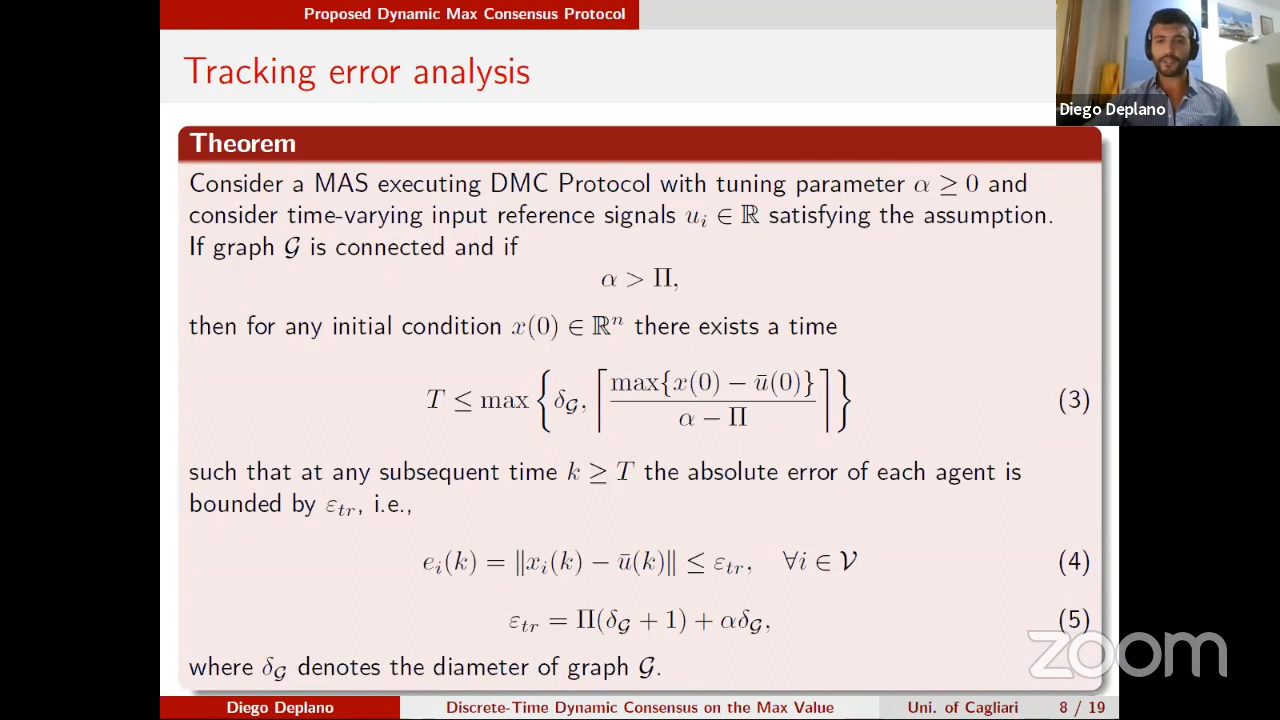 Proposed Dynamic Max Consensus Protocol
Tracking error analysis
Diego Deplano
Theorem
Consider a MAS executing DMC Protocol with tuning parameter α ≥ 0 and
consider time-varying input reference signals u_i ∈ ℝ satisfying the assumption.
If graph 𝒢 is connected and if
α > Π,
then for any initial condition x(0) ∈ ℝ^n there exists a time
T ≤ max { δ_𝒢, ⌈ max{x(0) − ū(0)} / (α − Π) ⌉ } (3)
such that at any subsequent time k ≥ T the absolute error of each agent is
bounded by ε_tr, i.e.,
e_i(k) = ‖x_i(k) − ū(k)‖ ≤ ε_tr, ∀i ∈ 𝒱 (4)
ε_tr = Π(δ_𝒢 + 1) + αδ_𝒢, (5)
where δ_𝒢 denotes the diameter of graph 𝒢.
zoom
Diego Deplano Discrete-Time Dynamic Consensus on the Max Value Uni. of Cagliari 8 / 19